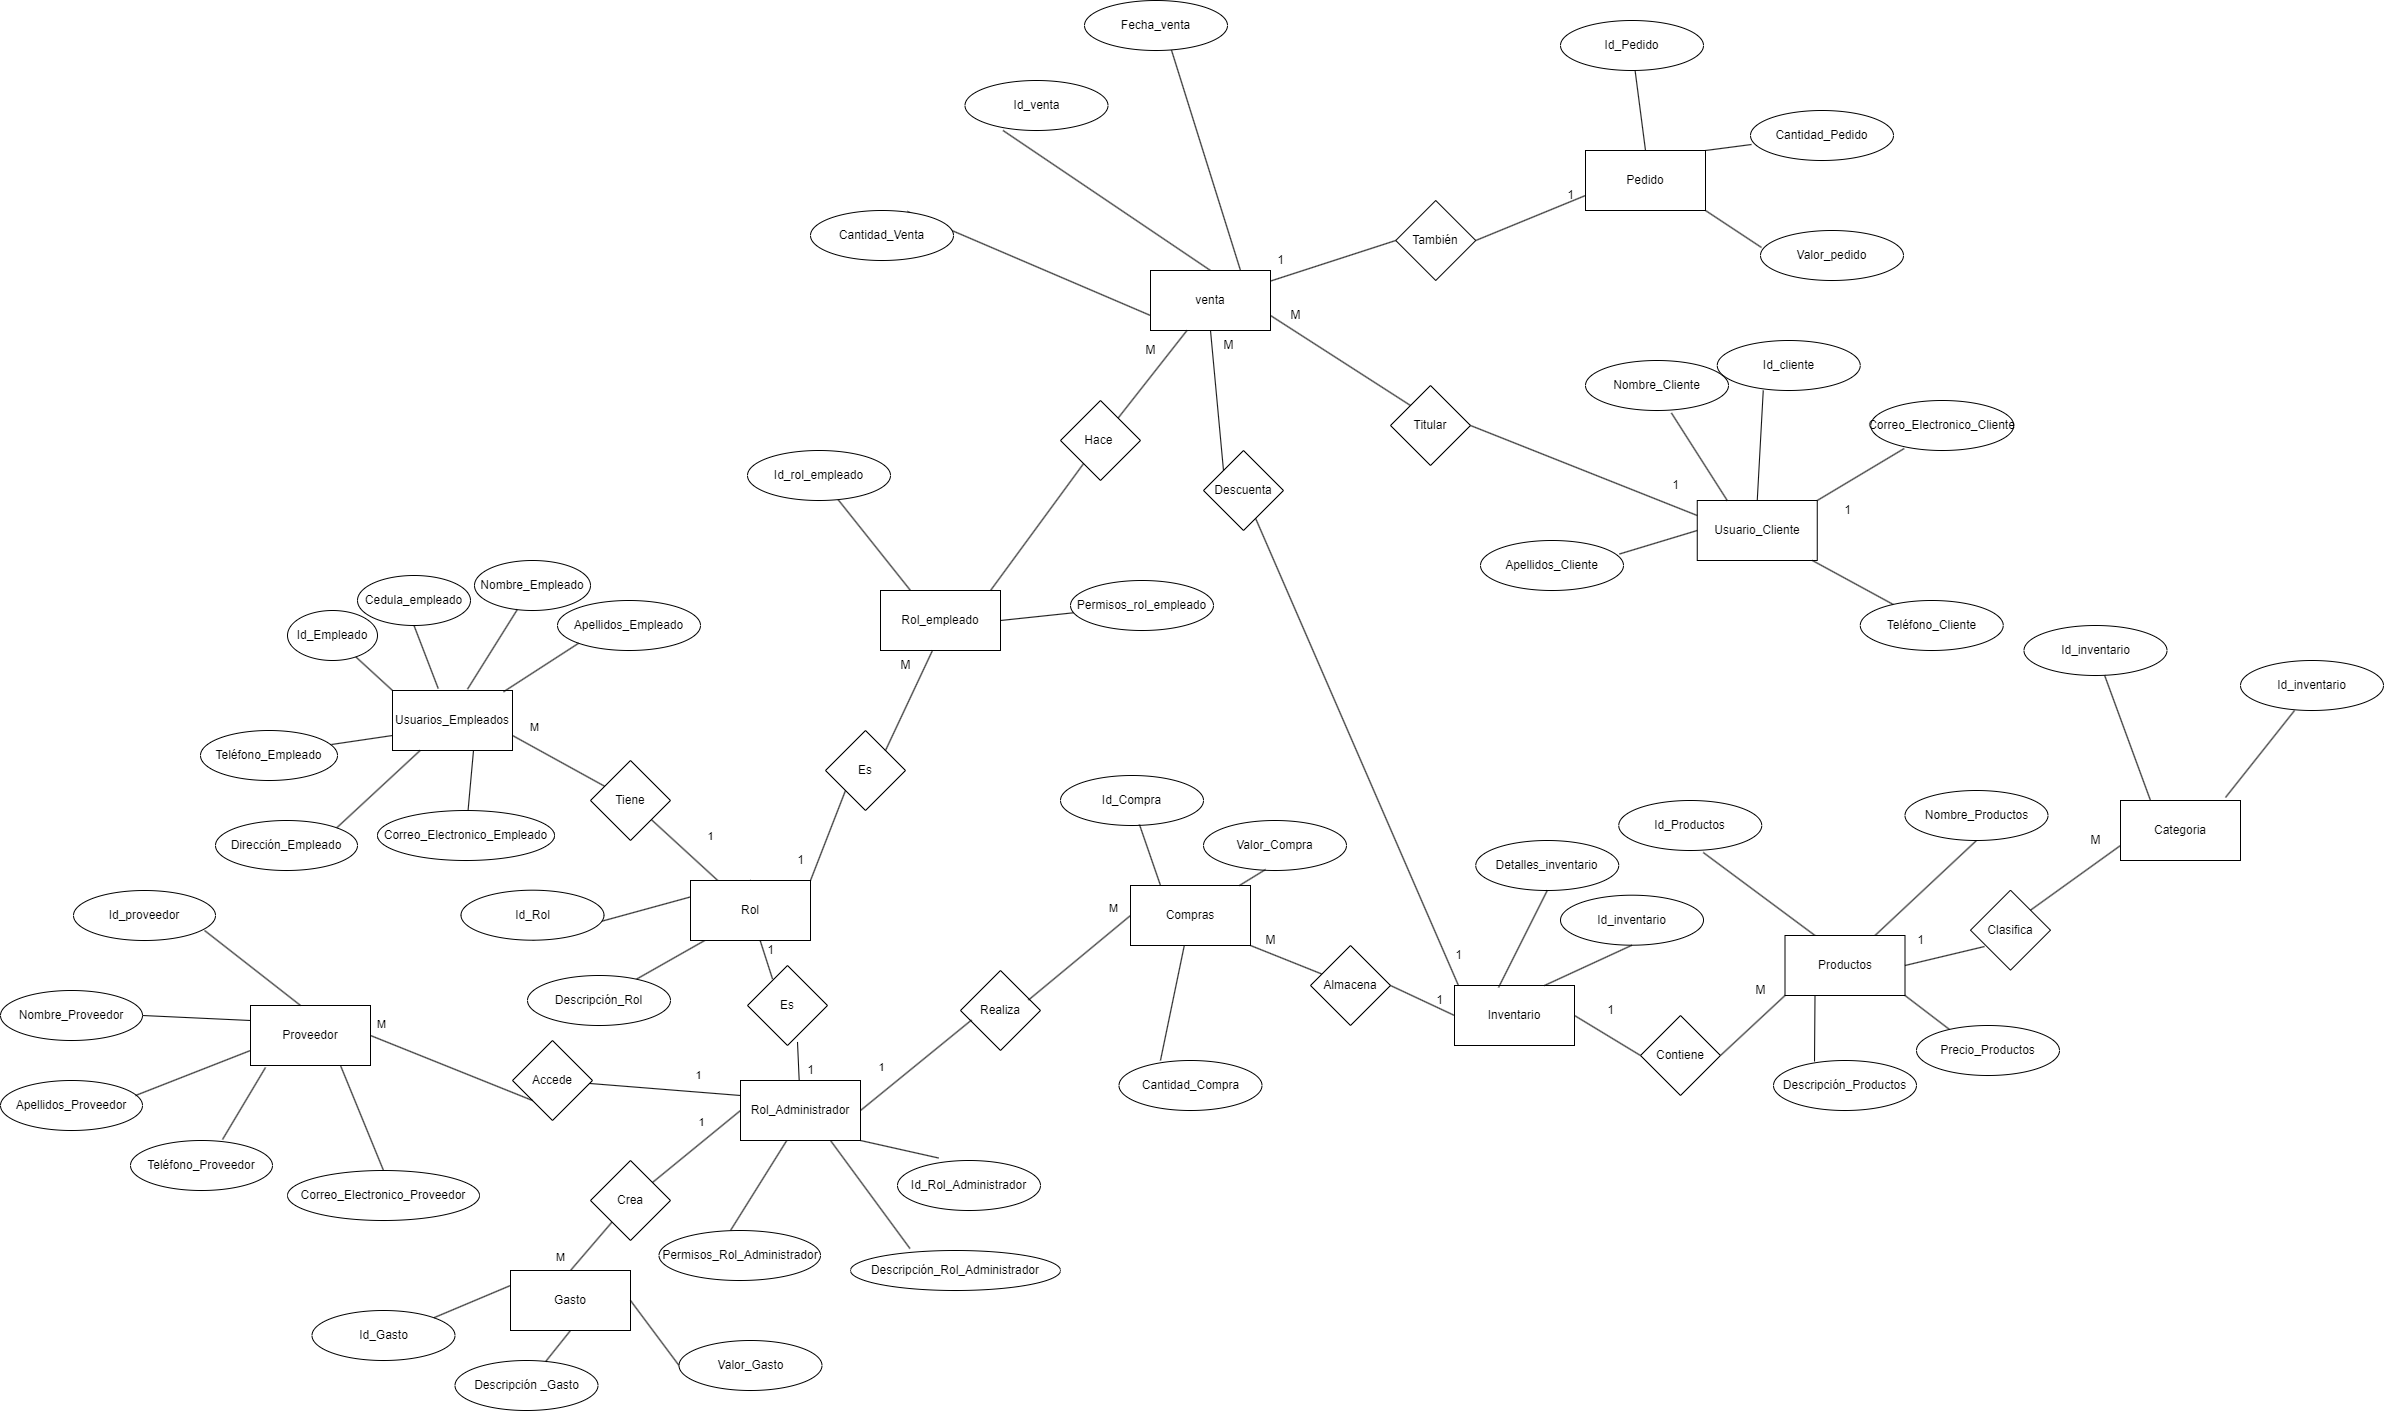 Fecha_venta
Id_Pedido
Id_venta
Cantidad_Pedido
Pedido
1
Cantidad_Venta
También
Valor_pedido
1
venta
M
M
M
Nombre_Cliente
Id_cliente
Hace
Titular
Correo_Electronico_Cliente
Id_rol_empleado
Descuenta
1
1
Usuario_Cliente
Apellidos_Cliente
Nombre_Empleado
Cedula_empleado
Permisos_rol_empleado
Rol_empleado
Id_Empleado
Apellidos_Empleado
Teléfono_Cliente
Id_inventario
M
Id_inventario
Usuarios_Empleados
M
Teléfono_Empleado
Es
Tiene
Id_Compra
Id_Productos
Nombre_Productos
Correo_Electronico_Empleado
1
Dirección_Empleado
Valor_Compra
Categoria
M
1
Detalles_inventario
Id_proveedor
Id_Rol
Rol
M
Compras
Id_inventario
Clasifica
1
M
1
1
Productos
Almacena
M
Descripción_Rol
Es
Realiza
1
1
Nombre_Proveedor
M
Proveedor
Inventario
Contiene
Precio_Productos
1
1
1
Accede
Cantidad_Compra
Descripción_Productos
Apellidos_Proveedor
Rol_Administrador
1
Teléfono_Proveedor
Id_Rol_Administrador
Correo_Electronico_Proveedor
Crea
M
Permisos_Rol_Administrador
Descripción_Rol_Administrador
Gasto
Id_Gasto
Valor_Gasto
Descripción _Gasto